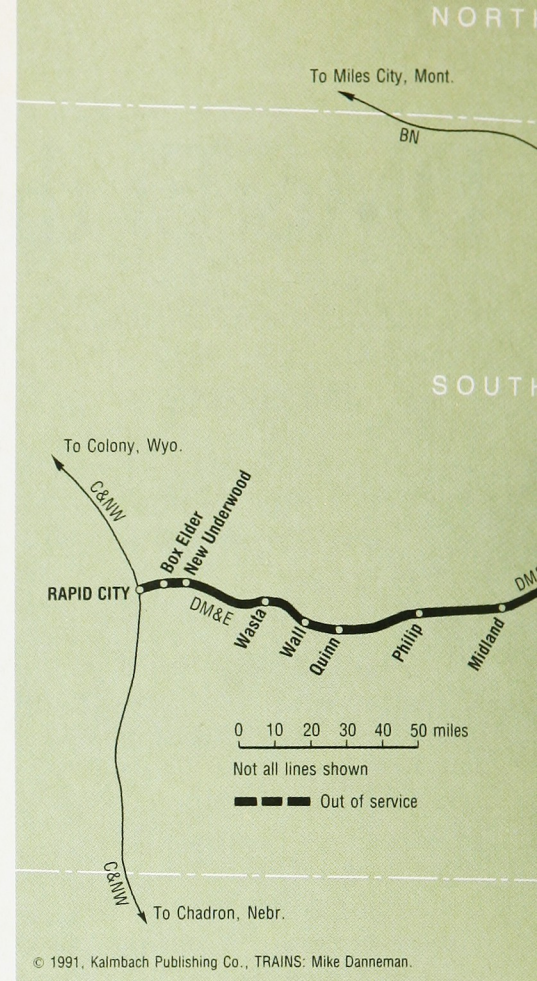 NORTH
To Miles City, Mont.
BN
SOUTH
To Colony, Wyo.
C&NW
Box Elder
New Underwood
RAPID CITY
DM&E
Wasta
Wall
Quinn
Philip
Midland
DM
0 10 20 30 40 50 miles
Not all lines shown
Out of service
C&NW
To Chadron, Nebr.
© 1991, Kalmbach Publishing Co., TRAINS: Mike Danneman.